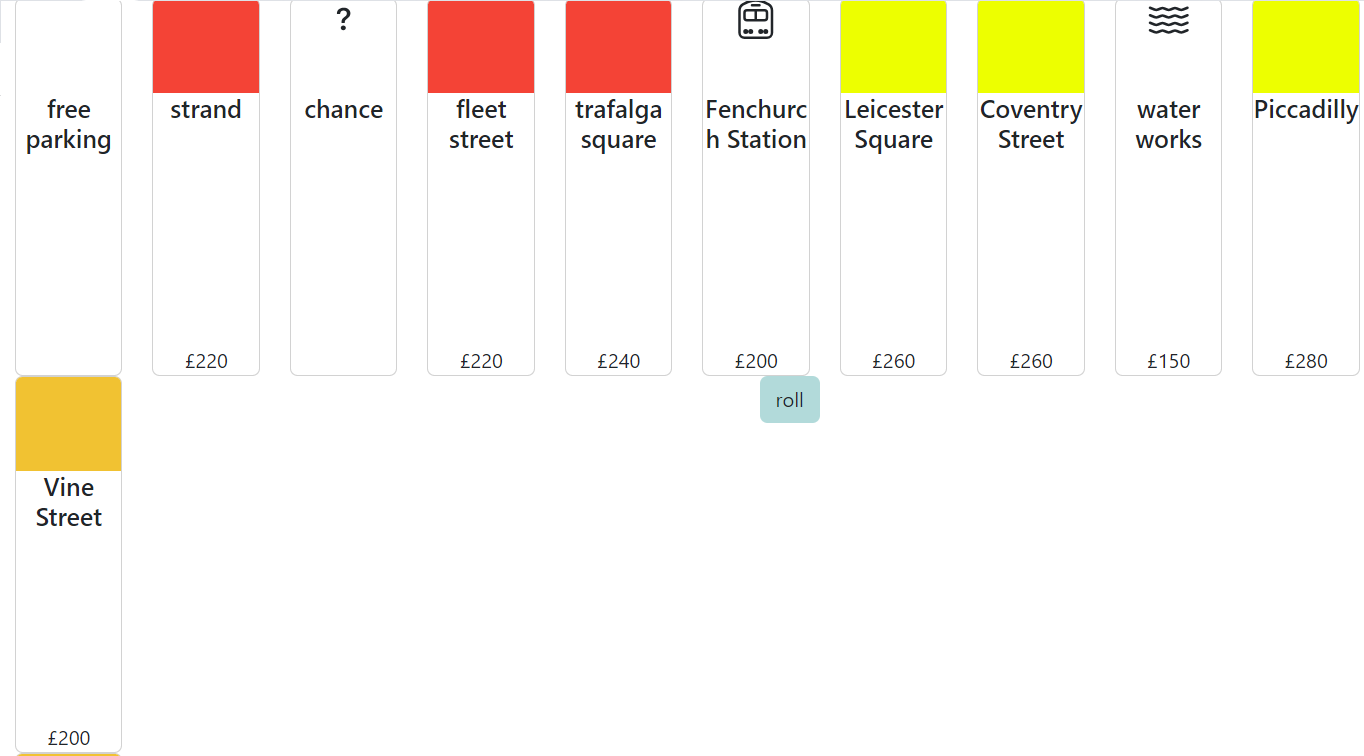 ?
free
parking
strand
chance
fleet
street
trafalga
square
Fenchurc
h Station
Leicester
Square
Coventry
Street
water
works
Piccadilly
£220
£220
£240
£200
£260
£260
£150
£280
roll
Vine
Street
£200